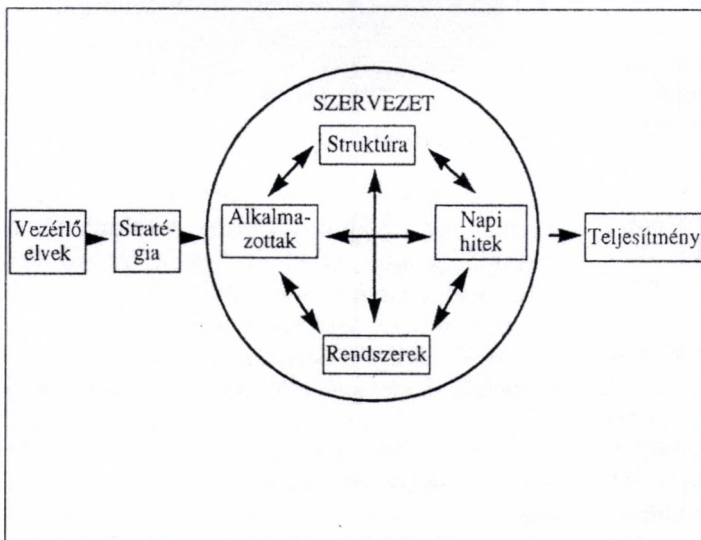 SZERVEZET
Struktúra
Vezérlő
elvek
Straté-
gia
Alkalma-
zottak
Napi
hitek
Teljesítmény
Rendszerek